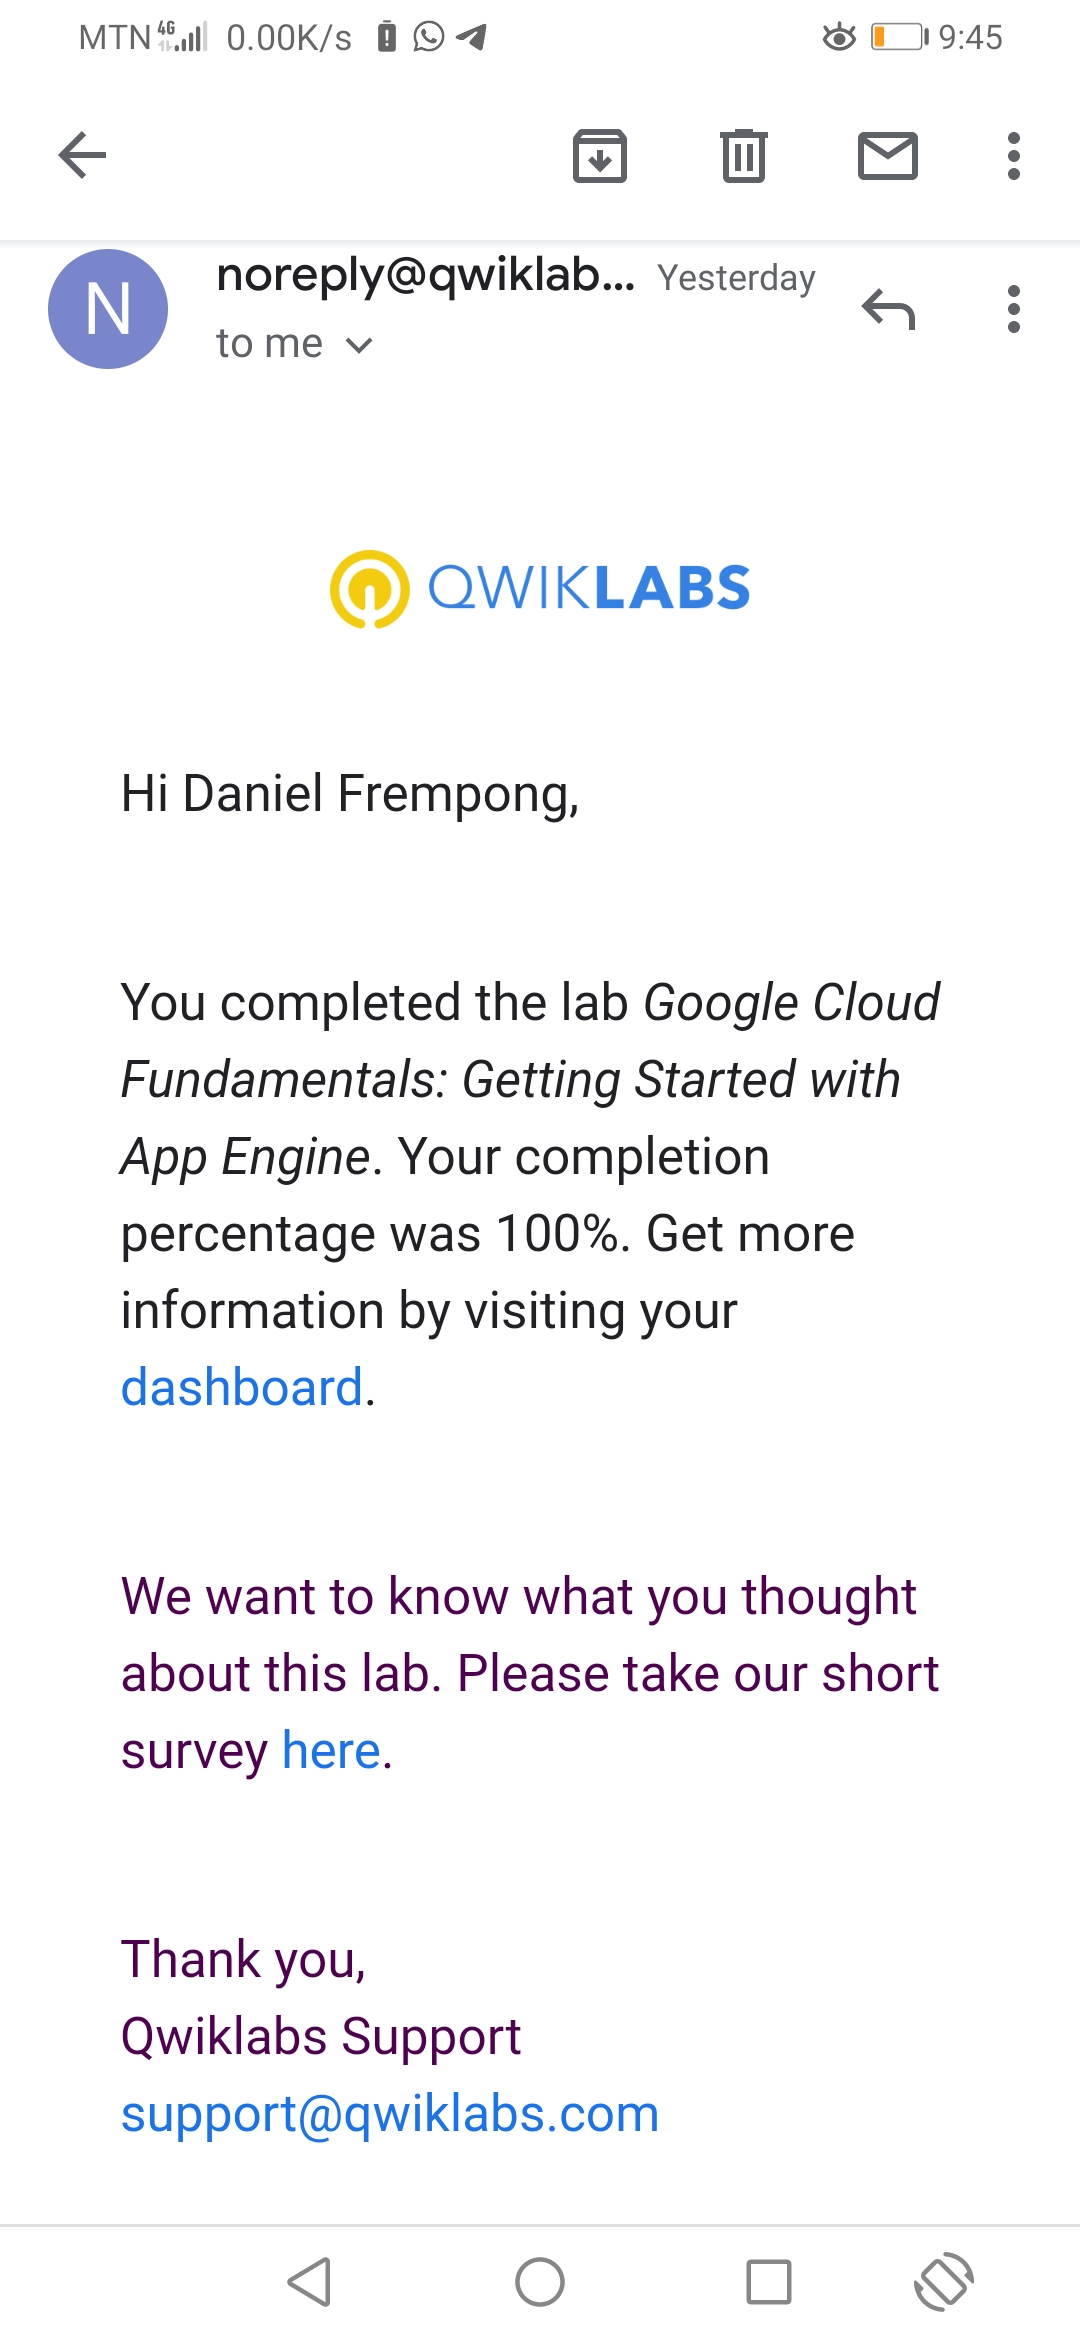 MTN 4G 0.00K/s 9:45
noreply@qwiklab... Yesterday
N
to me
QWIKLABS
Hi Daniel Frempong,
You completed the lab Google Cloud
Fundamentals: Getting Started with
App Engine. Your completion
percentage was 100%. Get more
information by visiting your
dashboard.
We want to know what you thought
about this lab. Please take our short
survey here.
Thank you,
Qwiklabs Support
support@qwiklabs.com